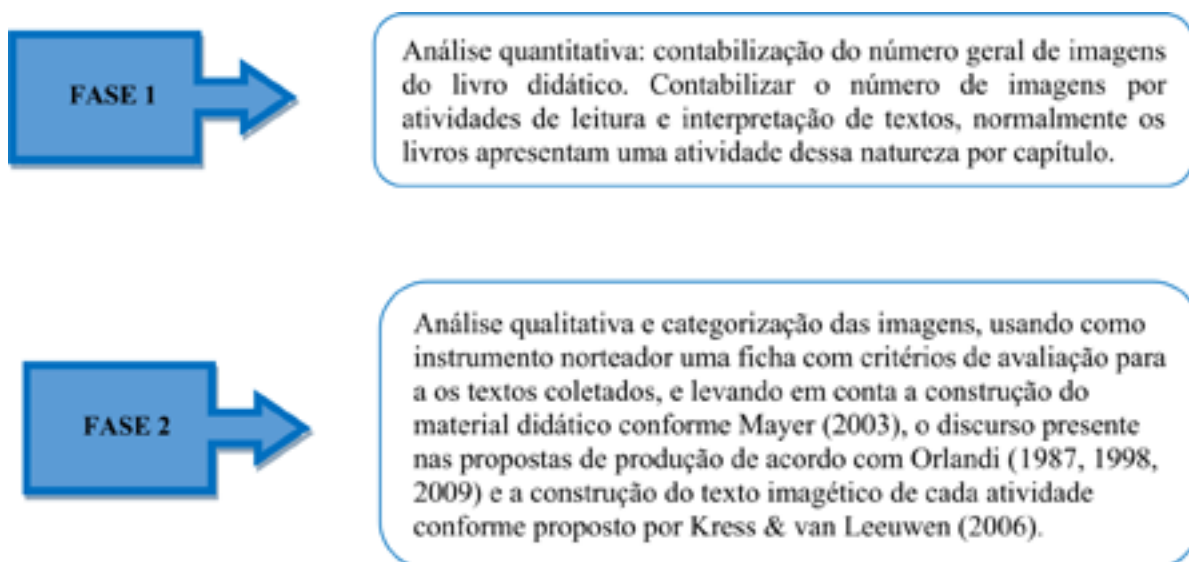 FASE 1
Análise quantitativa: contabilização do número geral de imagens
do livro didático. Contabilizar o número de imagens por
atividades de leitura e interpretação de textos, normalmente os
livros apresentam uma atividade dessa natureza por capítulo.
FASE 2
Análise qualitativa e categorização das imagens, usando como
instrumento norteador uma ficha com critérios de avaliação para
a os textos coletados, e levando em conta a construção do
material didático conforme Mayer (2003), o discurso presente
nas propostas de produção de acordo com Orlandi (1987, 1998,
2009) e a construção do texto imagético de cada atividade
conforme proposto por Kress & van Leeuwen (2006).